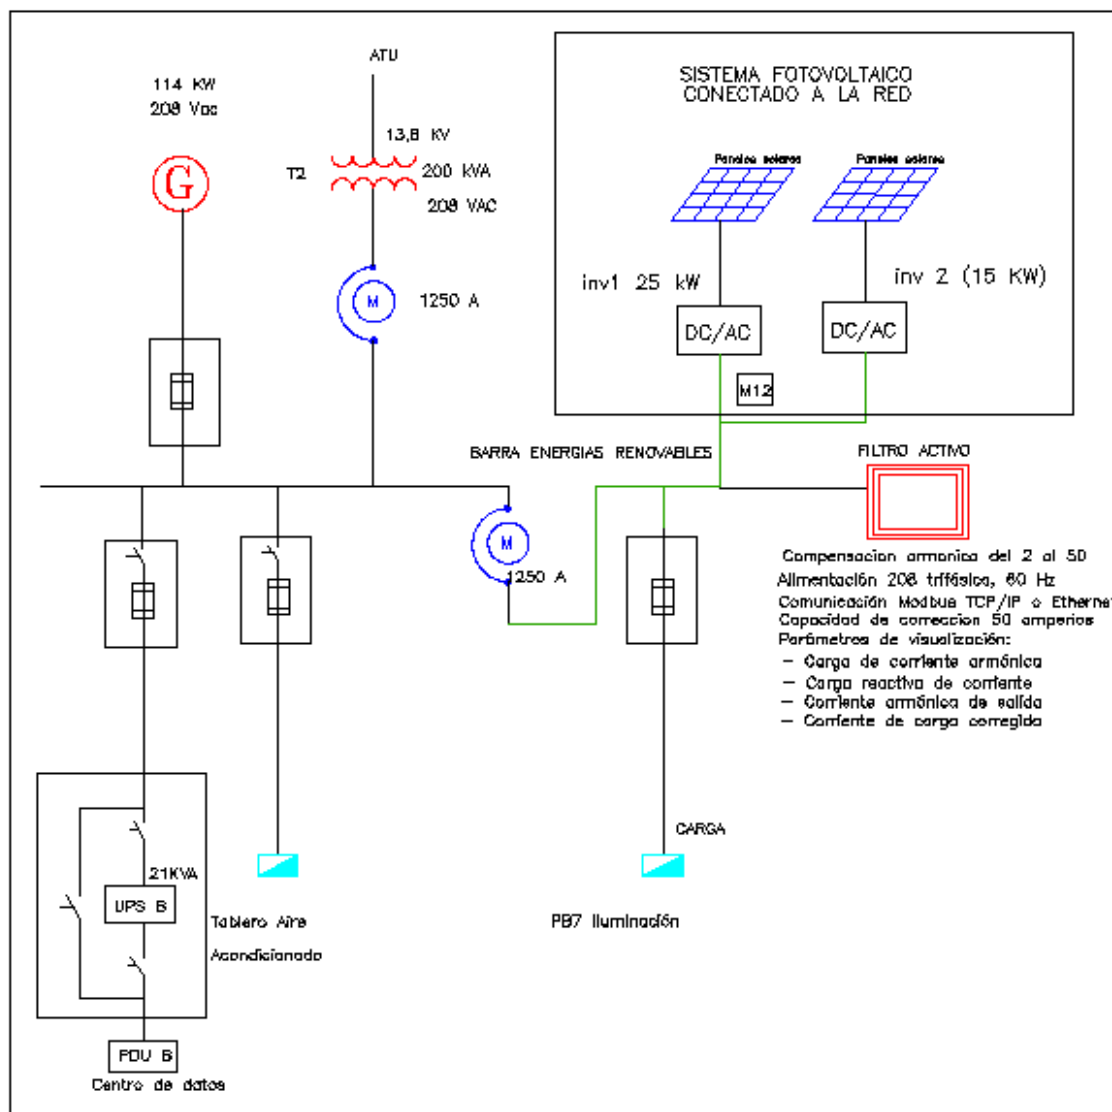 ATU
114 KW
208 Vac
G
13,8 KV
T2
200 kVA
208 VAC
M
1250 A
SISTEMA FOTOVOLTAICO
CONECTADO A LA RED
Paneles solares
Paneles solares
inv1 25 kW
inv 2 (15 KW)
DC/AC
DC/AC
M12
BARRA ENERGIAS RENOVABLES
FILTRO ACTIVO
M
1250 A
Compensacion armonica del 2 al 50
Alimentación 208 trifásica, 60 Hz
Comunicación Modbus TCP/IP o Ethernet
Capacidad de correccion 50 amperios
Parámetros de visualización:
- Carga de corriente armónica
- Carga reactiva de corriente
- Corriente armónica de salida
- Corriente de carga corregida
CARGA
21KVA
UPS B
Tablero Aire
Acondicionado
PB7 Iluminación
PDU B
Centro de datos